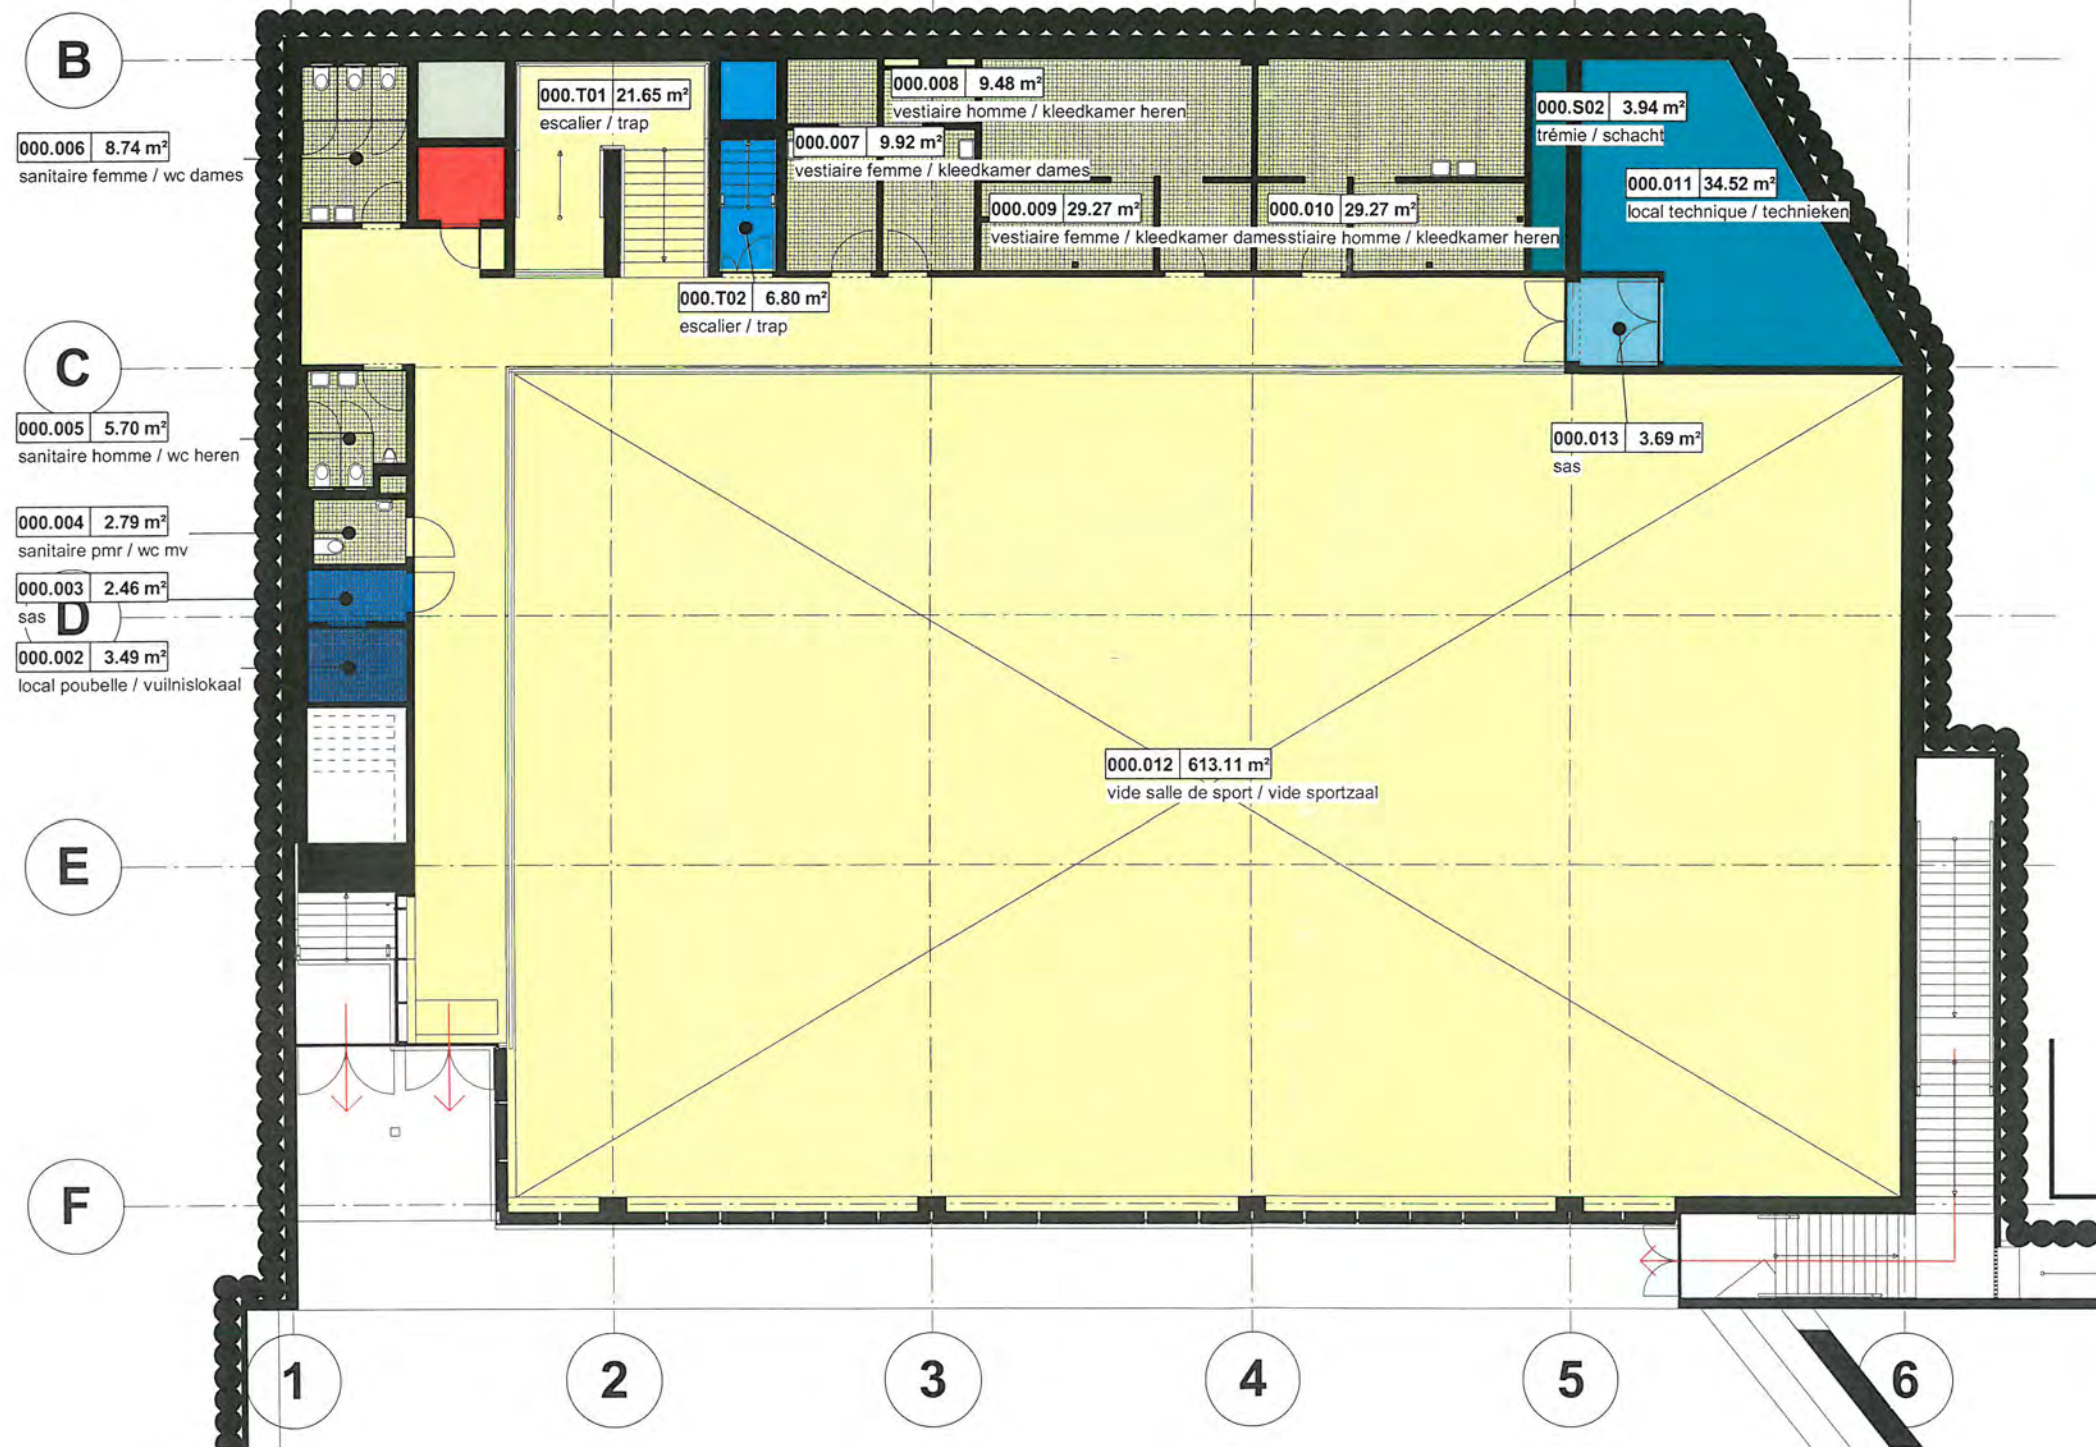 B
000.T01 21.65 m²
escalier / trap
000.008 9.48 m²
vestiaire homme / kleedkamer heren
000.S02 3.94 m²
trémie / schacht
000.006 8.74 m²
sanitaire femme / wc dames
000.007 9.92 m²
vestiaire femme / kleedkamer dames
000.011 34.52 m²
local technique / technieken
000.009 29.27 m²
vestiaire femme / kleedkamer dames
000.010 29.27 m²
stiaire homme / kleedkamer heren
000.T02 6.80 m²
escalier / trap
C
000.005 5.70 m²
sanitaire homme / wc heren
000.013 3.69 m²
sas
000.004 2.79 m²
sanitaire pmr / wc mv
000.003 2.46 m²
sas
D
000.002 3.49 m²
local poubelle / vuilnislokaal
000.012 613.11 m²
vide salle de sport / vide sportzaal
E
F
1 2 3 4 5 6